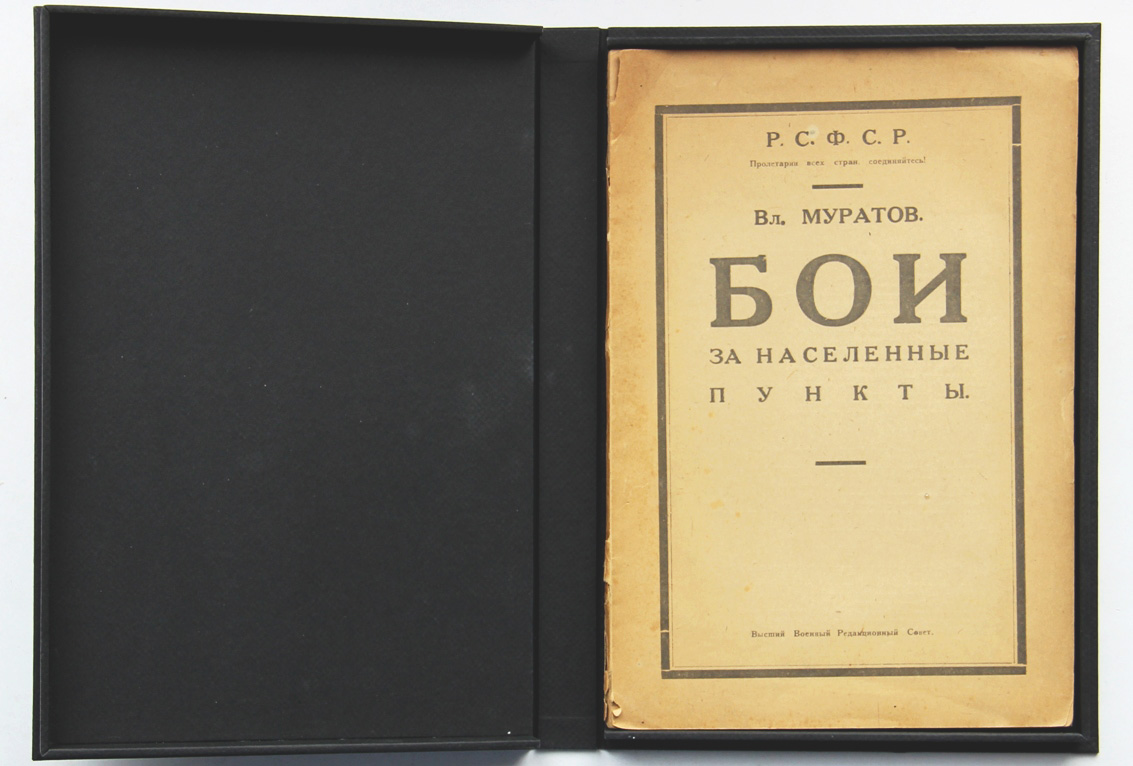 Р. С. Ф. С. Р.
Пролетарии всех стран, соединяйтесь!
Вл. МУРАТОВ.
БОИ
ЗА НАСЕЛЕННЫЕ
ПУНКТЫ.
Высший Военный Редакционный Совет.